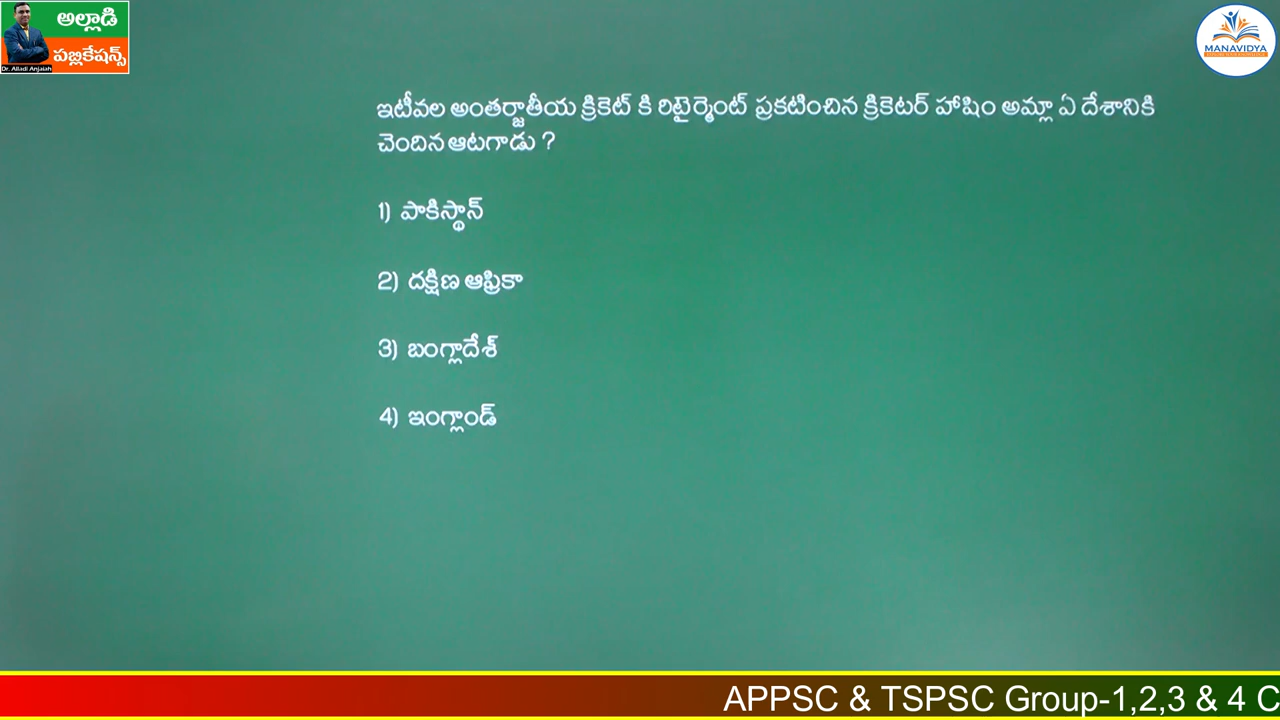 అల్లాడి
పబ్లికేషన్స్
Dr. Alladi Anjaiah
MANAVIDYA
ఇటీవల అంతర్జాతీయ క్రికెట్ కి రిటైర్మెంట్ ప్రకటించిన క్రికెటర్ హాషిం అమ్లా ఏ దేశానికి
చెందిన ఆటగాడు ?
1) పాకిస్థాన్
2) దక్షిణ ఆఫ్రికా
3) బంగ్లాదేశ్
4) ఇంగ్లాండ్
APPSC & TSPSC Group-1,2,3 & 4 C